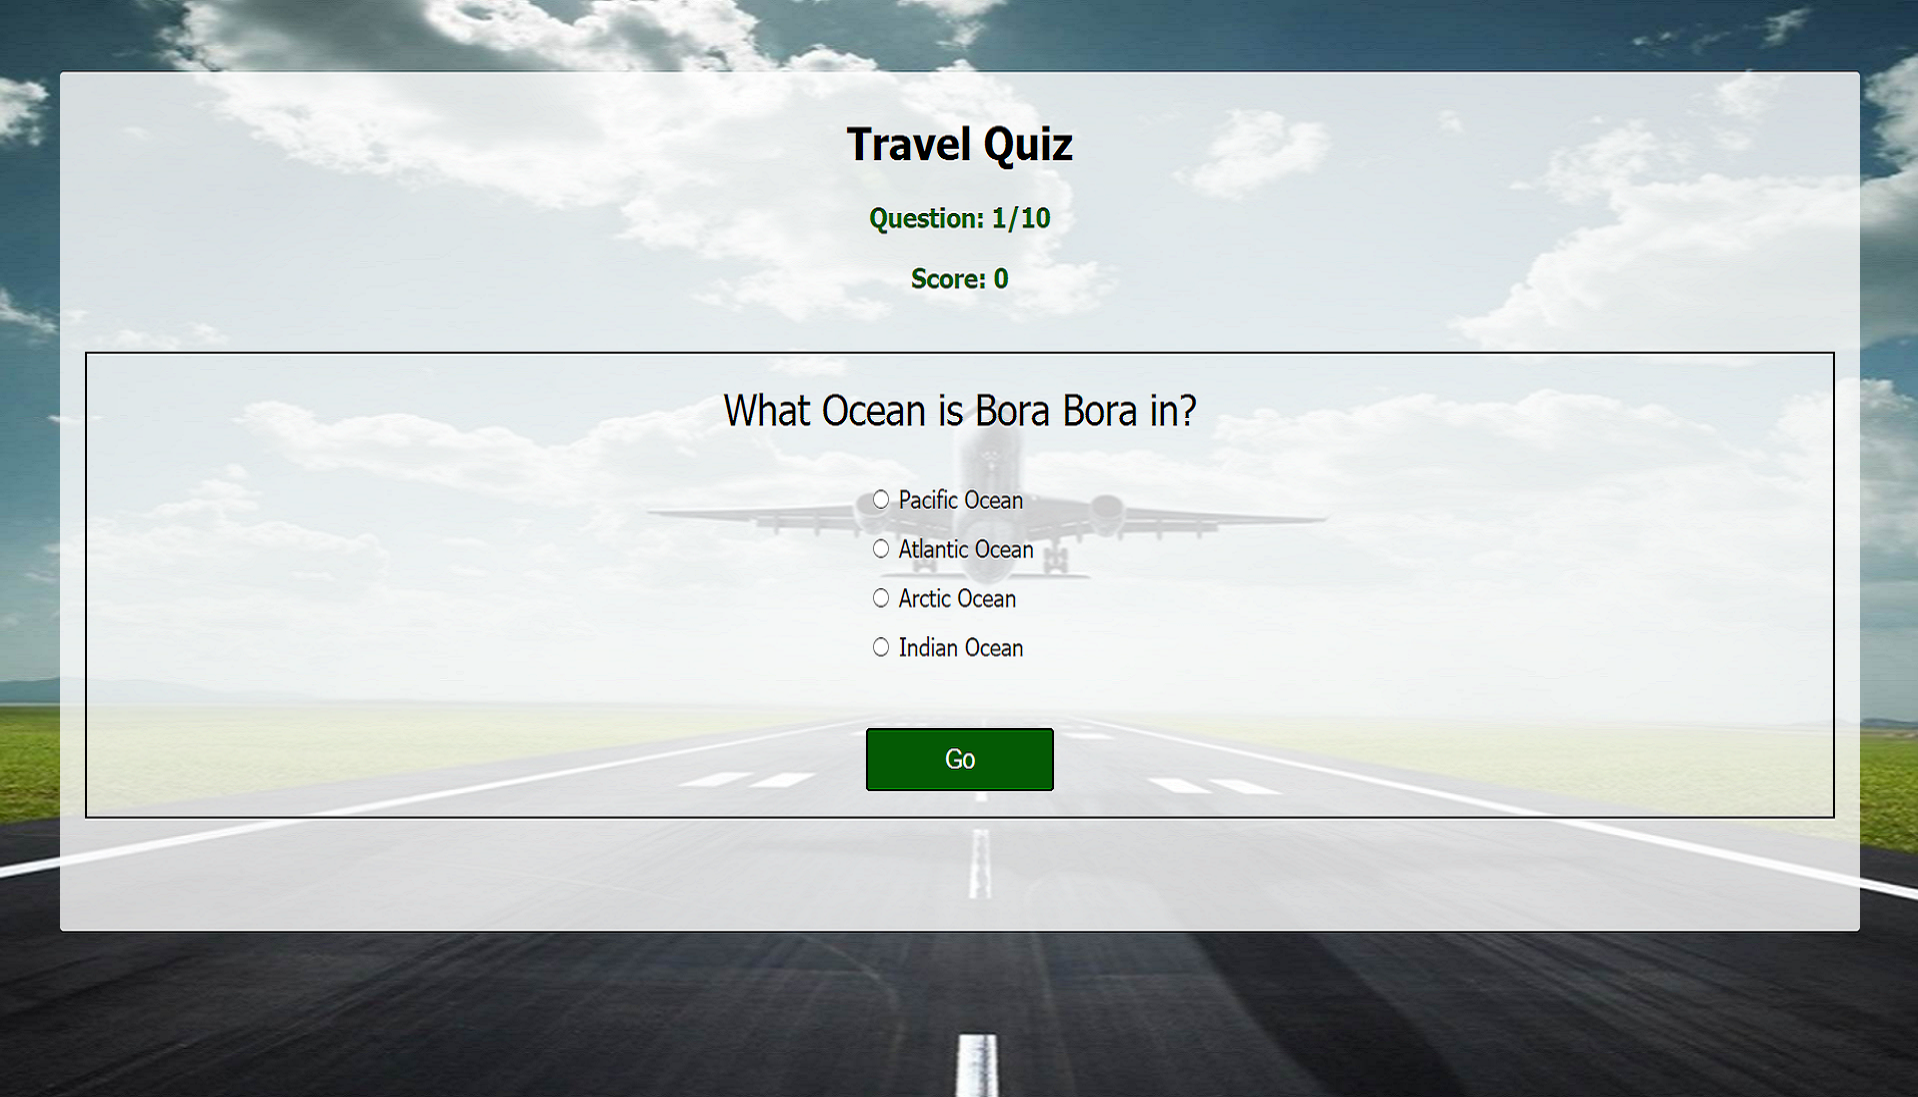 Travel Quiz
Question: 1/10
Score: 0
What Ocean is Bora Bora in?
Pacific Ocean
Atlantic Ocean
Arctic Ocean
Indian Ocean
Go